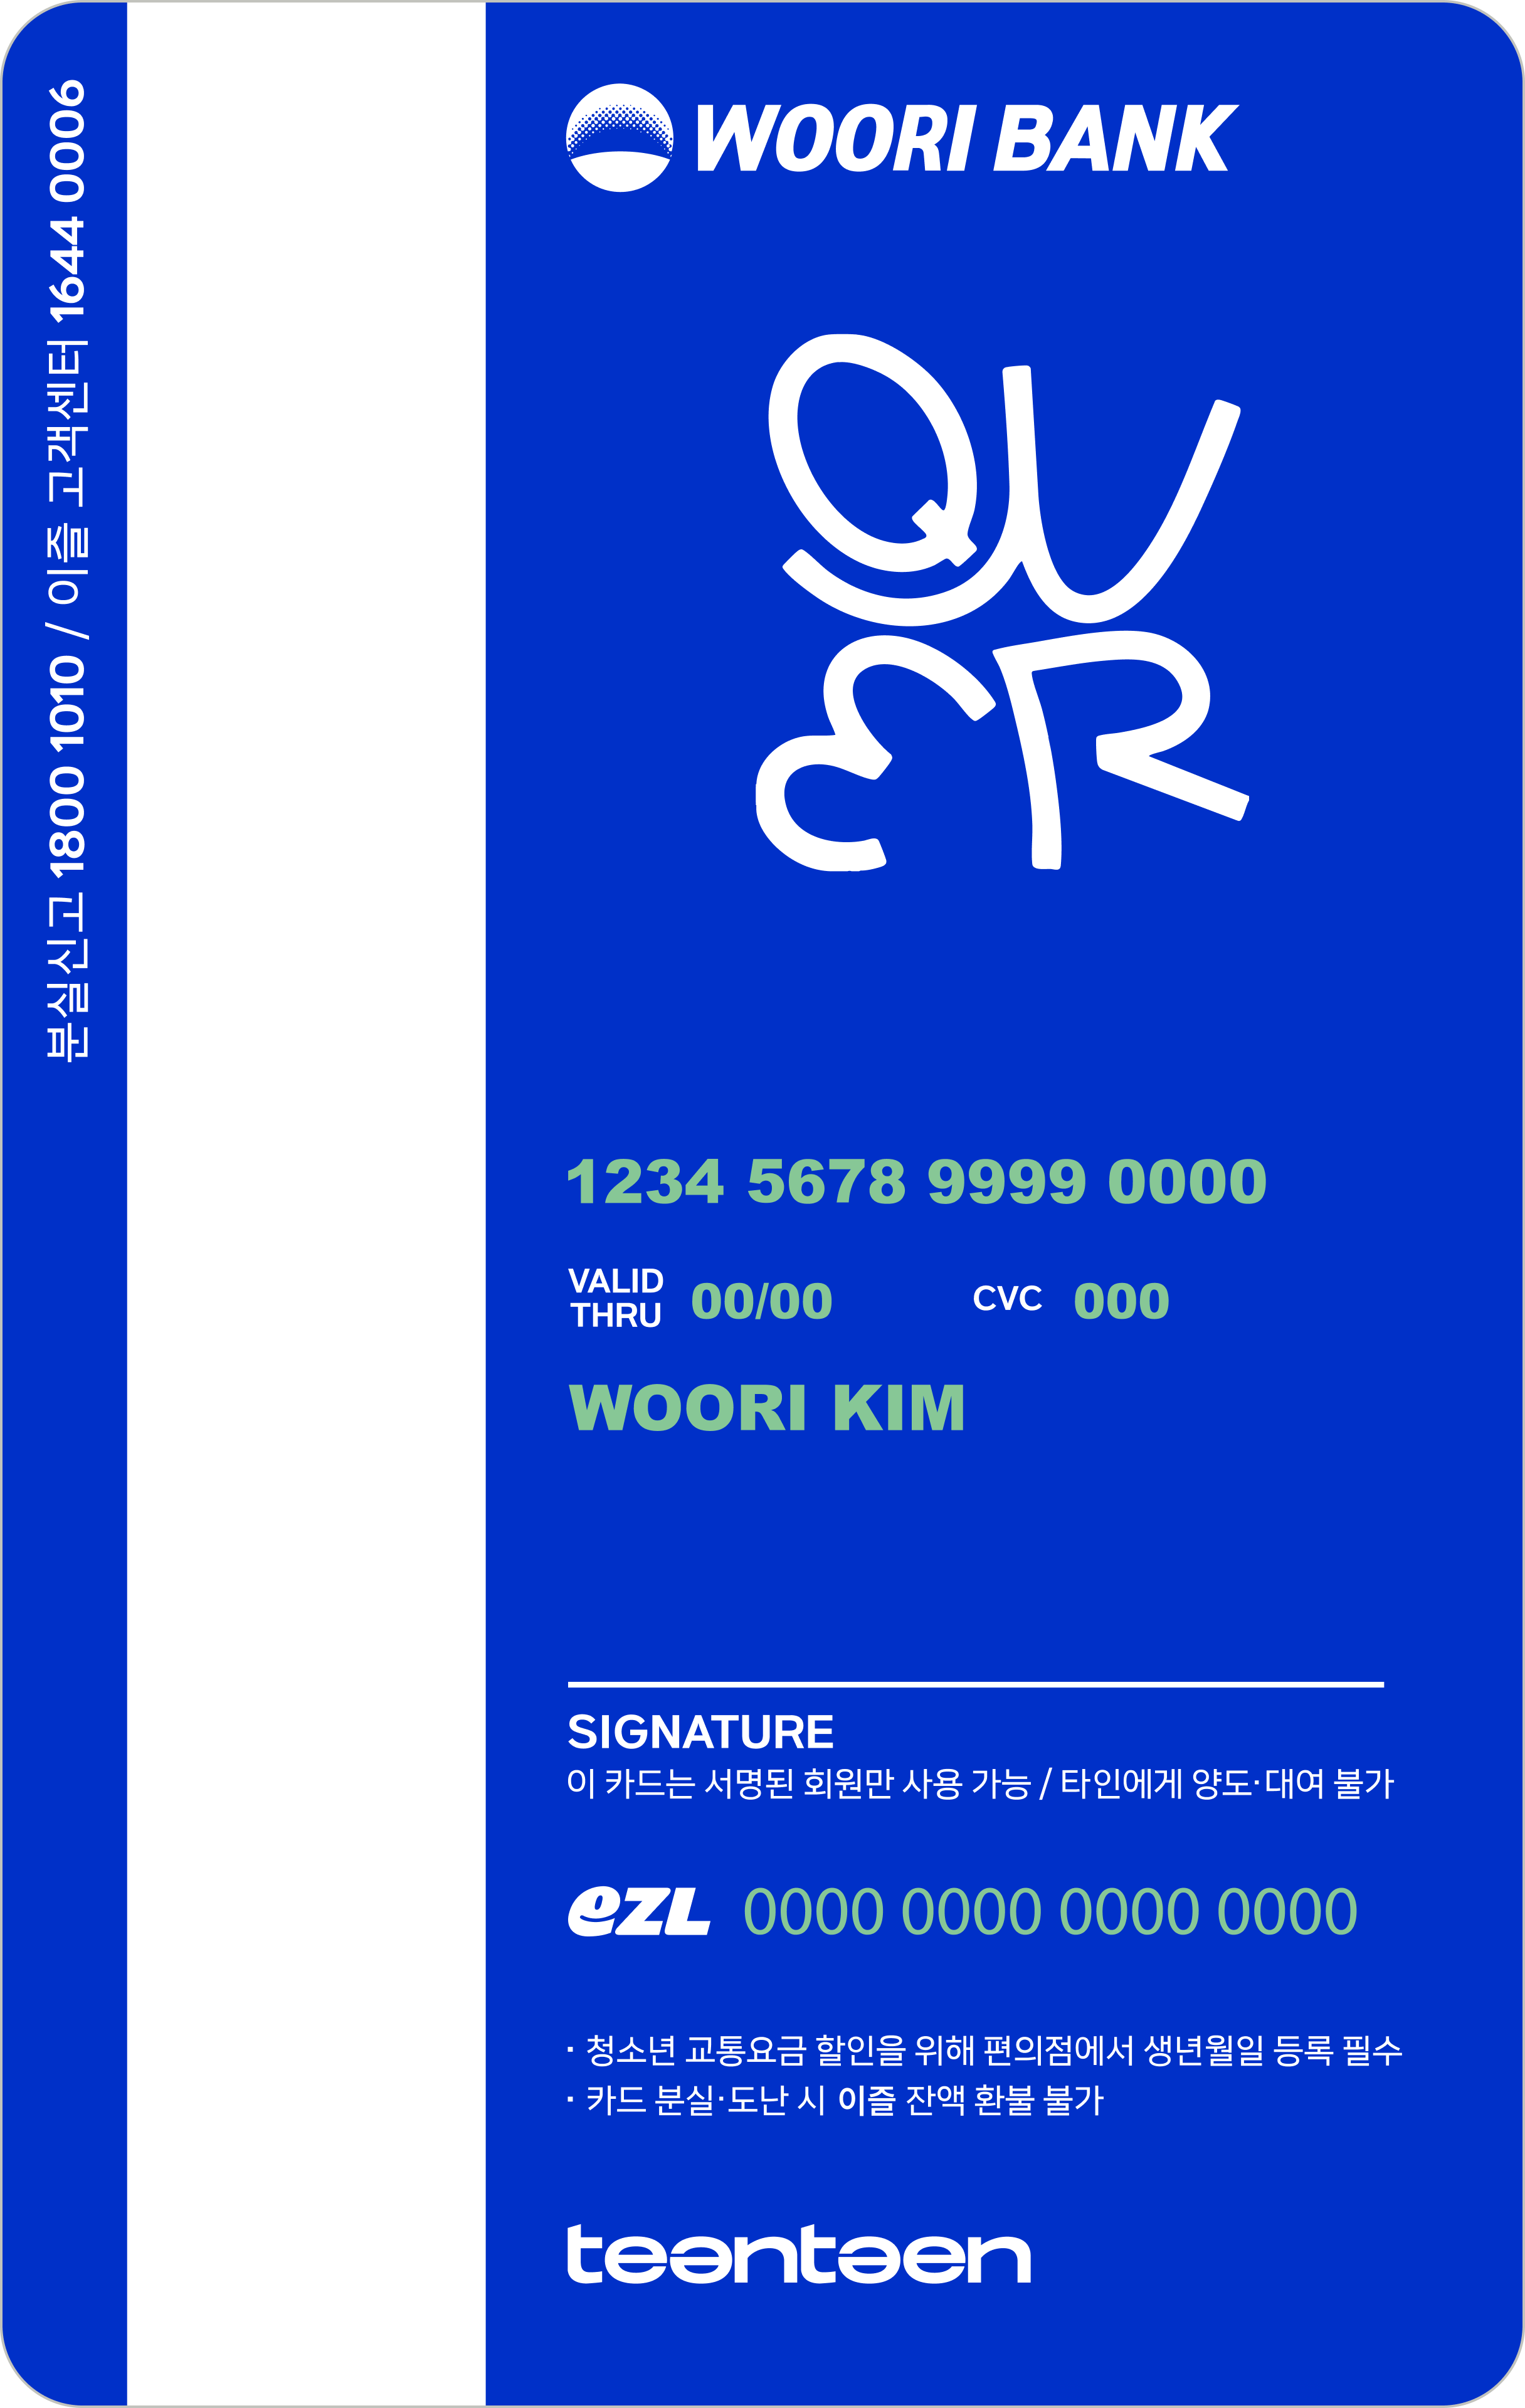 분실신고 1800 1010 / 이즐 고객센터 1644 0006
WOORI BANK
QU
ER
1234 5678 9999 0000
VALID
THRU
00/00
CVC
000
WOORI KIM
SIGNATURE
이 카드는 서명된 회원만 사용 가능 / 타인에게 양도·대여 불가
ezl 0000 0000 0000 0000
· 청소년 교통요금 할인을 위해 편의점에서 생년월일 등록 필수
· 카드 분실·도난 시 이즐 잔액 환불 불가
teenteen